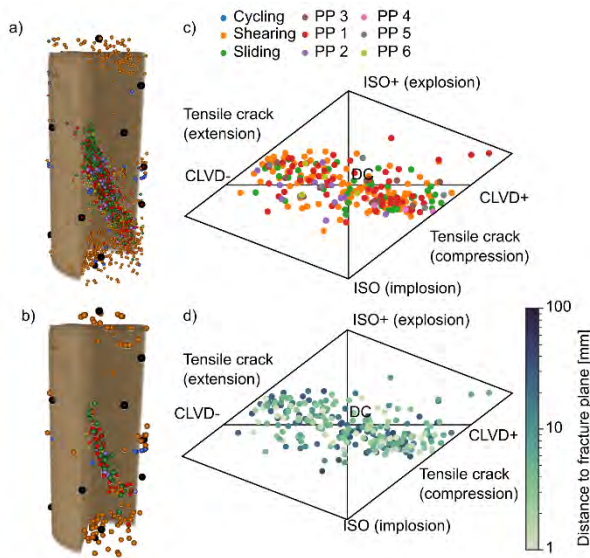 a)
c)
Cycling
PP 3
PP 4
Shearing
PP 1
PP 5
Sliding
PP 2
PP 6
ISO+ (explosion)
Tensile crack
(extension)
CLVD-
DC
CLVD+
Tensile crack
(compression)
ISO (implosion)
b)
d)
ISO+ (explosion)
Tensile crack
(extension)
CLVD-
DC
CLVD+
Tensile crack
(compression)
ISO (implosion)
100
10
1
Distance to fracture plane [mm]